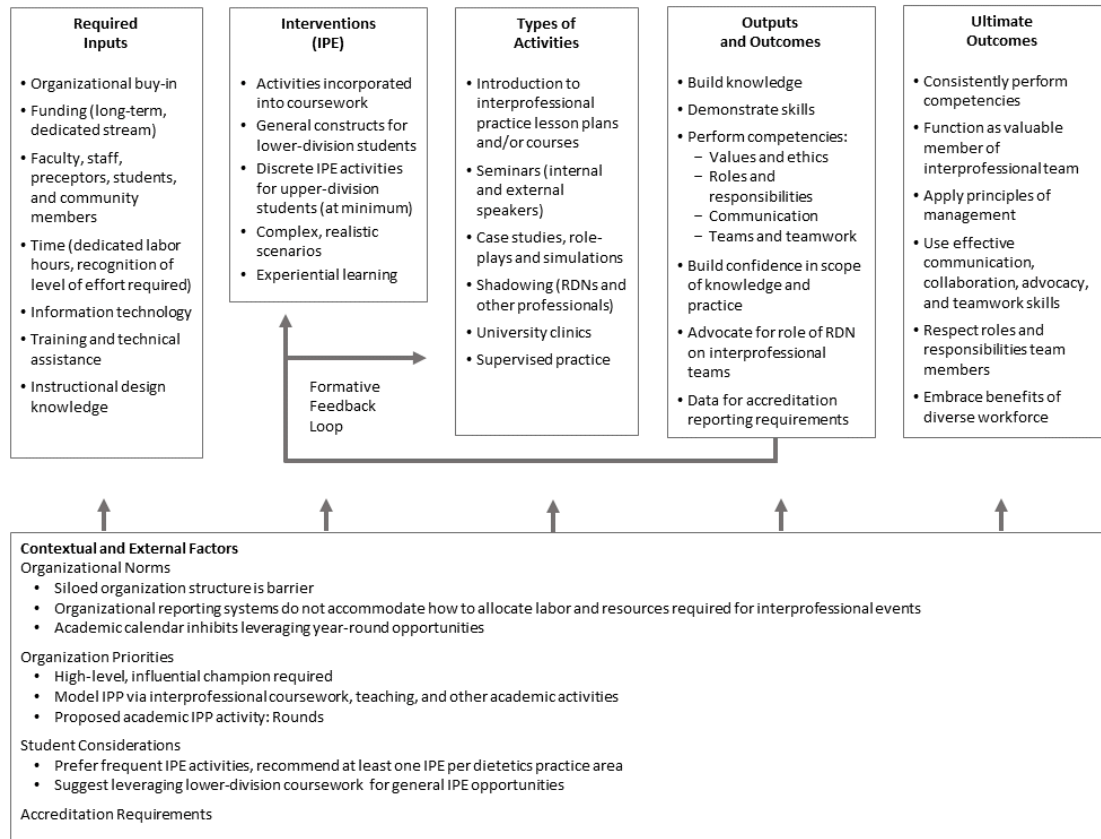 Required
Inputs
• Organizational buy-in
• Funding (long-term,
dedicated stream)
• Faculty, staff,
preceptors, students,
and community
members
• Time (dedicated labor
hours, recognition of
level of effort required)
• Information technology
• Training and technical
assistance
• Instructional design
knowledge
Interventions
(IPE)
• Activities incorporated
into coursework
• General constructs for
lower-division students
• Discrete IPE activities
for upper-division
students (at minimum)
• Complex, realistic
scenarios
• Experiential learning
Formative
Feedback
Loop
Types of
Activities
• Introduction to
interprofessional
practice lesson plans
and/or courses
• Seminars (internal
and external
speakers)
• Case studies, role-
plays and simulations
• Shadowing (RDNs and
other professionals)
• University clinics
• Supervised practice
Outputs
and Outcomes
• Build knowledge
• Demonstrate skills
• Perform competencies:
– Values and ethics
– Roles and
responsibilities
– Communication
– Teams and teamwork
• Build confidence in scope
of knowledge and
practice
• Advocate for role of RDN
on interprofessional
teams
• Data for accreditation
reporting requirements
Ultimate
Outcomes
• Consistently perform
competencies
• Function as valuable
member of
interprofessional team
• Apply principles of
management
• Use effective
communication,
collaboration, advocacy,
and teamwork skills
• Respect roles and
responsibilities team
members
• Embrace benefits of
diverse workforce
Contextual and External Factors
Organizational Norms
• Siloed organization structure is barrier
• Organizational reporting systems do not accommodate how to allocate labor and resources required for interprofessional events
• Academic calendar inhibits leveraging year-round opportunities
Organization Priorities
• High-level, influential champion required
• Model IPP via interprofessional coursework, teaching, and other academic activities
• Proposed academic IPP activity: Rounds
Student Considerations
• Prefer frequent IPE activities, recommend at least one IPE per dietetics practice area
• Suggest leveraging lower-division coursework for general IPE opportunities
Accreditation Requirements